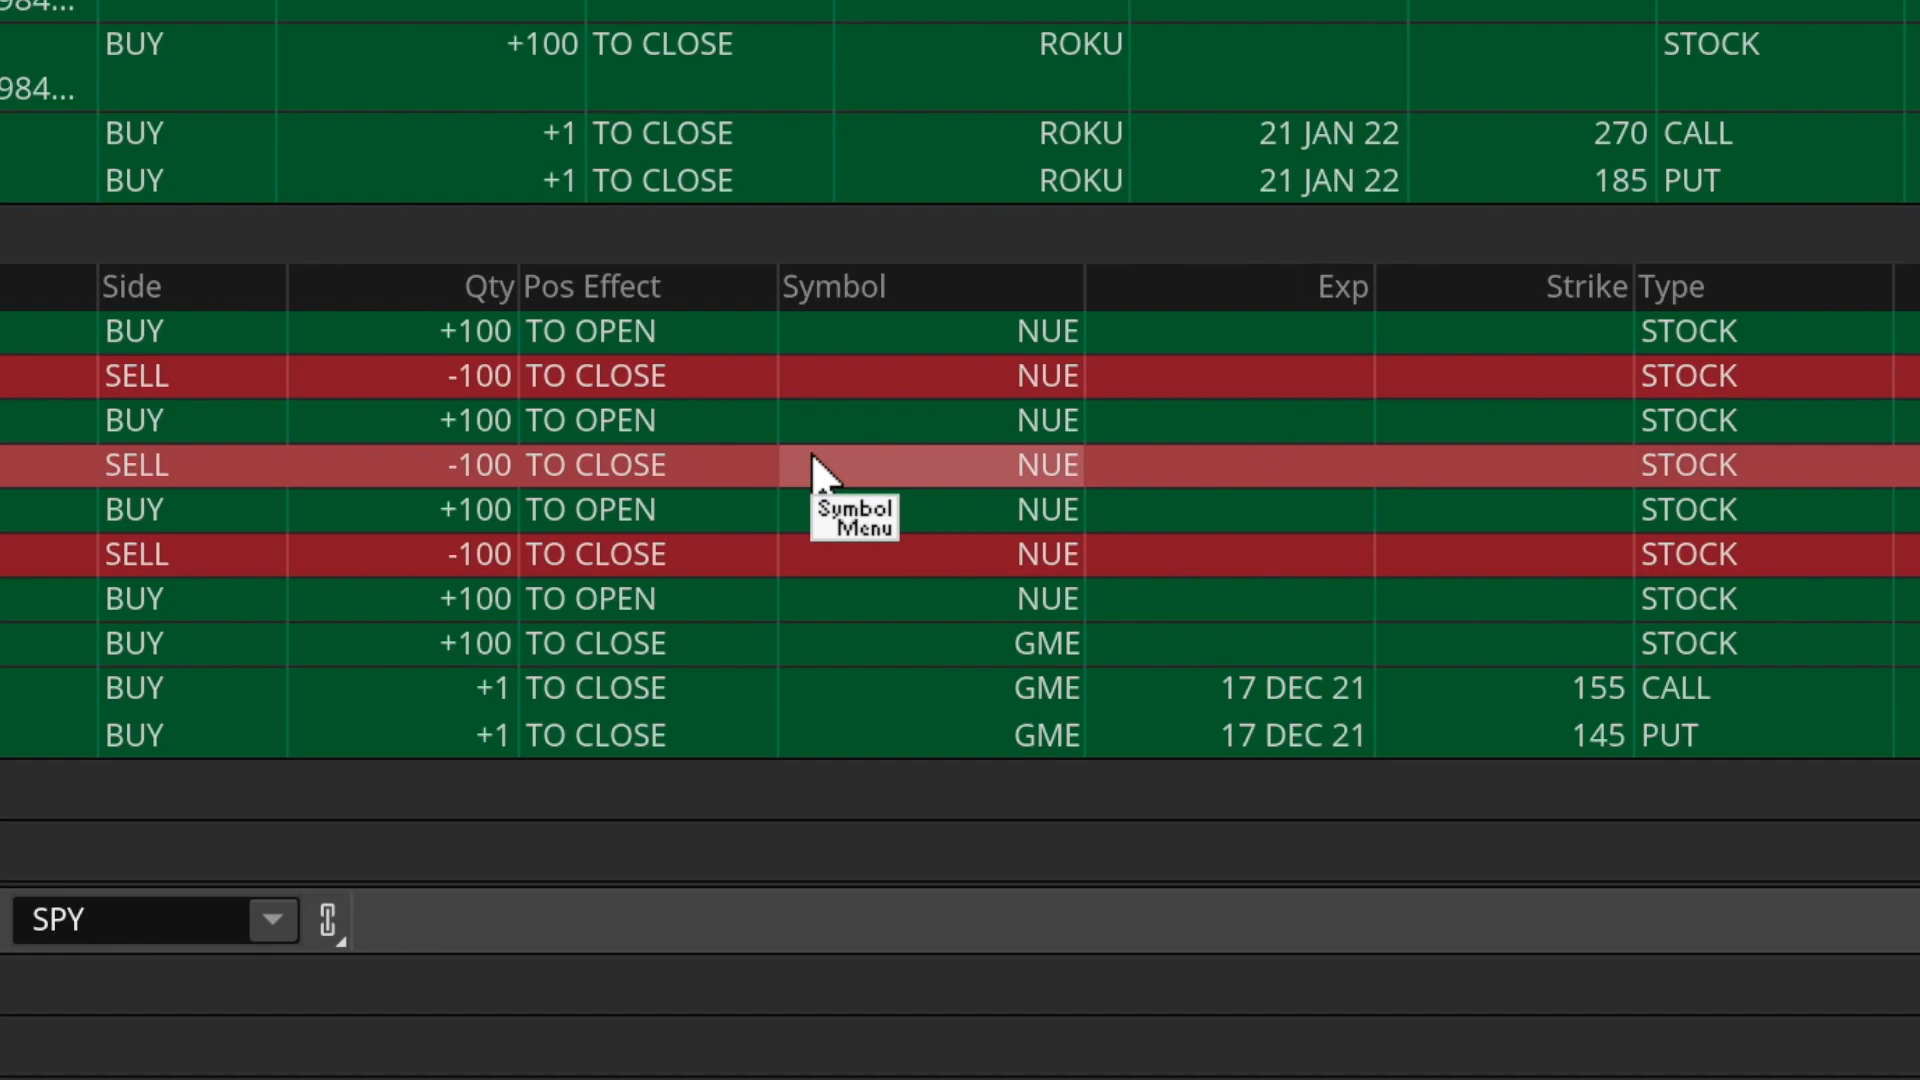 984...
BUY +100 TO CLOSE ROKU STOCK
984...
BUY +1 TO CLOSE ROKU 21 JAN 22 270 CALL
BUY +1 TO CLOSE ROKU 21 JAN 22 185 PUT
Side Qty Pos Effect Symbol Exp Strike Type
BUY +100 TO OPEN NUE STOCK
SELL -100 TO CLOSE NUE STOCK
BUY +100 TO OPEN NUE STOCK
SELL -100 TO CLOSE NUE STOCK
BUY +100 TO OPEN NUE STOCK
Symbol
Menu
SELL -100 TO CLOSE NUE STOCK
BUY +100 TO OPEN NUE STOCK
BUY +100 TO CLOSE GME STOCK
BUY +1 TO CLOSE GME 17 DEC 21 155 CALL
BUY +1 TO CLOSE GME 17 DEC 21 145 PUT
SPY